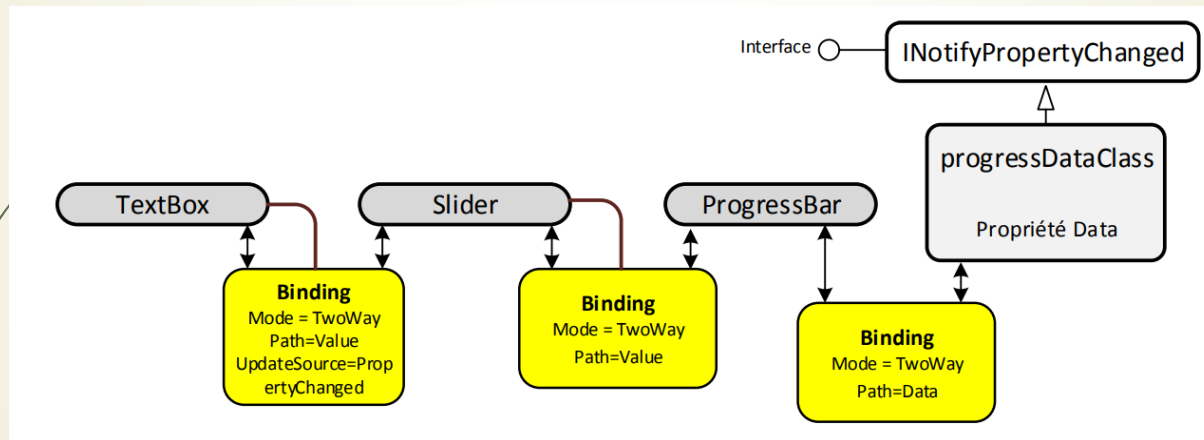 Interface
INotifyPropertyChanged
progressDataClass
Propriété Data
TextBox
Slider
ProgressBar
Binding
Mode = TwoWay
Path=Value
UpdateSource=Prop
ertyChanged
Binding
Mode = TwoWay
Path=Value
Binding
Mode = TwoWay
Path=Data